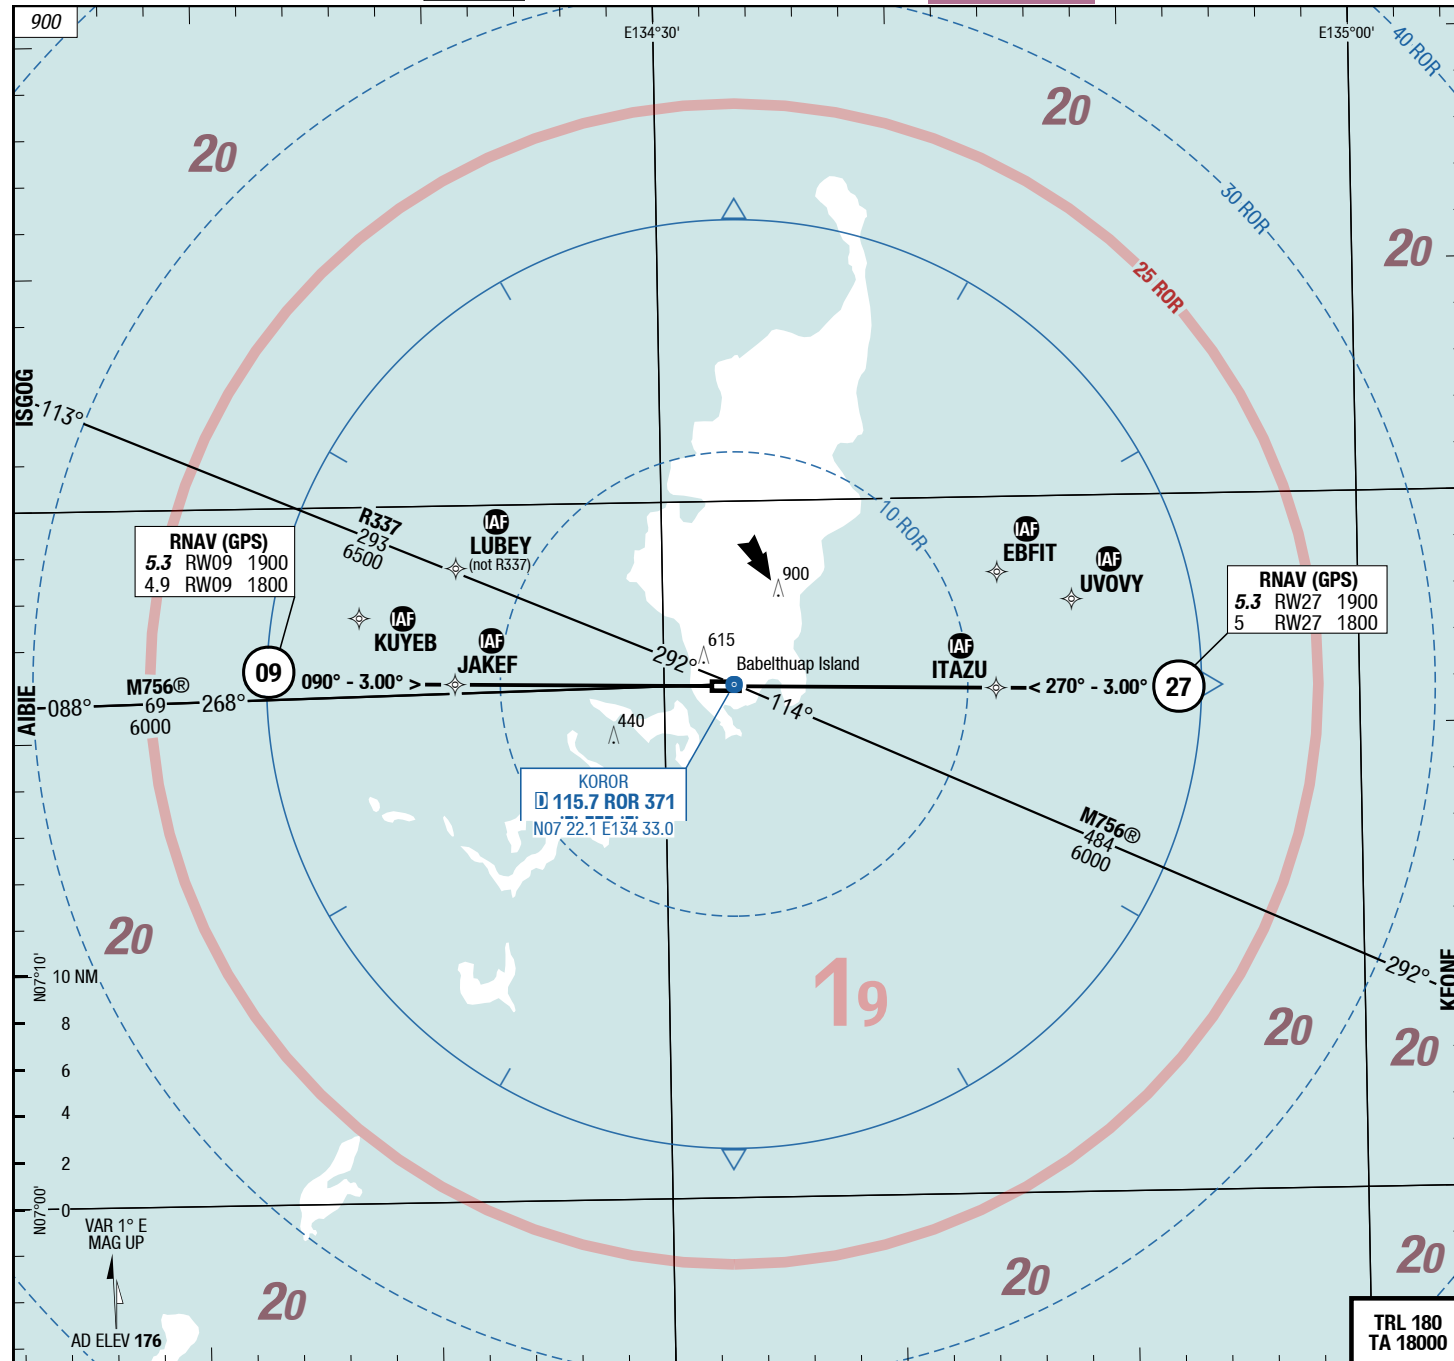 900
E134°30'
E135°00'
40 ROR
20
20
30 ROR
20
25 ROR
ISGOG
113°
10 ROR
R337
293
6500
IAF
LUBEY
(not R337)
IAF
EBFIT
IAF
UVOVY
RNAV (GPS)
5.3 RW09 1900
4.9 RW09 1800
RNAV (GPS)
5.3 RW27 1900
5 RW27 1800
900
IAF
KUYEB
IAF
JAKEF
615
292°
Babelthuap Island
IAF
ITAZU
09
090° - 3.00° >
< 270° - 3.00°
27
AIBIE
088°
M756®
69
6000
268°
114°
440
KOROR
D 115.7 ROR 371
N07 22.1 E134 33.0
M756®
484
6000
20
19
292°
KEONE
N07°10'
10 NM
8
6
4
2
0
N07°00'
20
20
VAR 1° E
MAG UP
20
20
20
AD ELEV 176
TRL 180
TA 18000